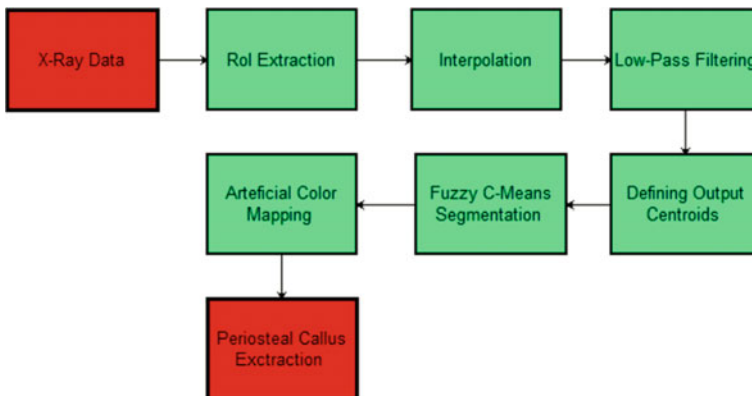 X-Ray Data
RoI Extraction
Interpolation
Low-Pass Filtering
Defining Output
Centroids
Fuzzy C-Means
Segmentation
Arteficial Color
Mapping
Periosteal Callus
Exctraction